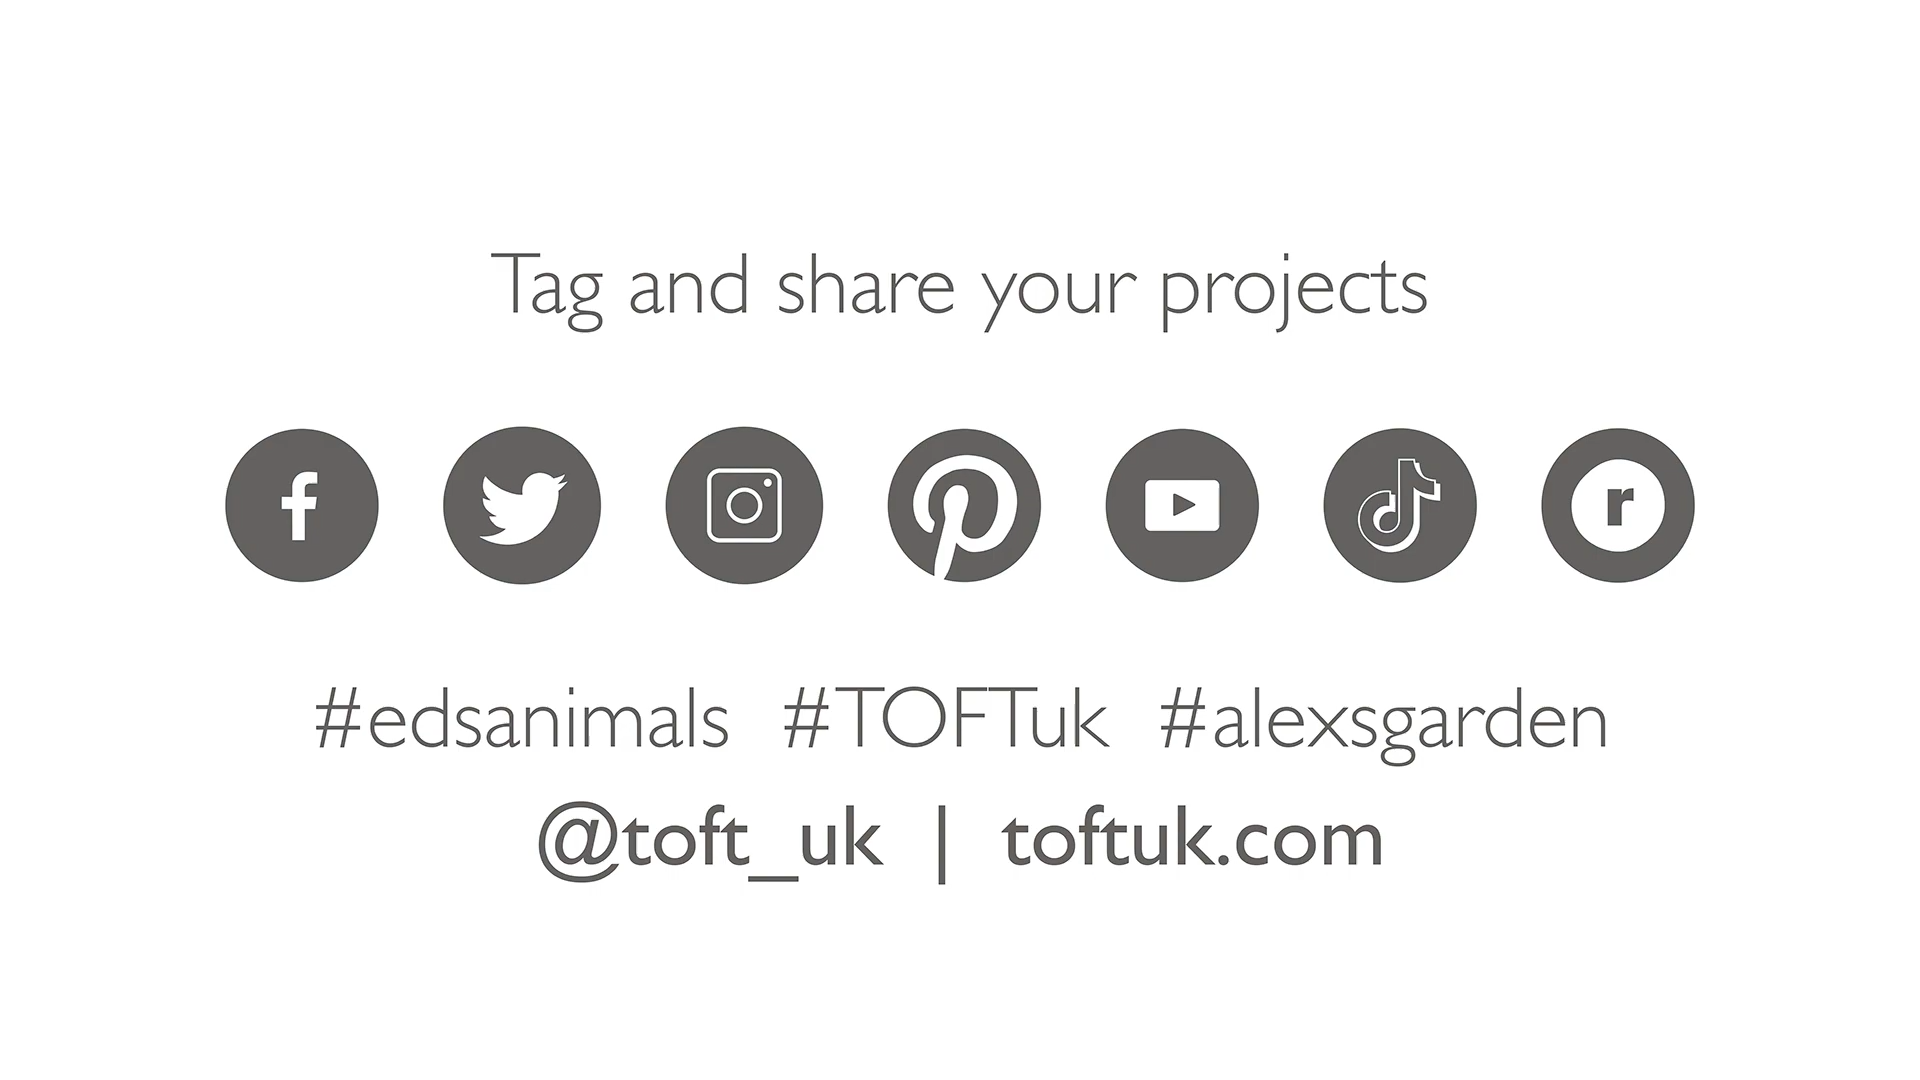 Tag and share your projects
#edsanimals #TOFTuk #alexsgarden
@toft_uk | toftuk.com